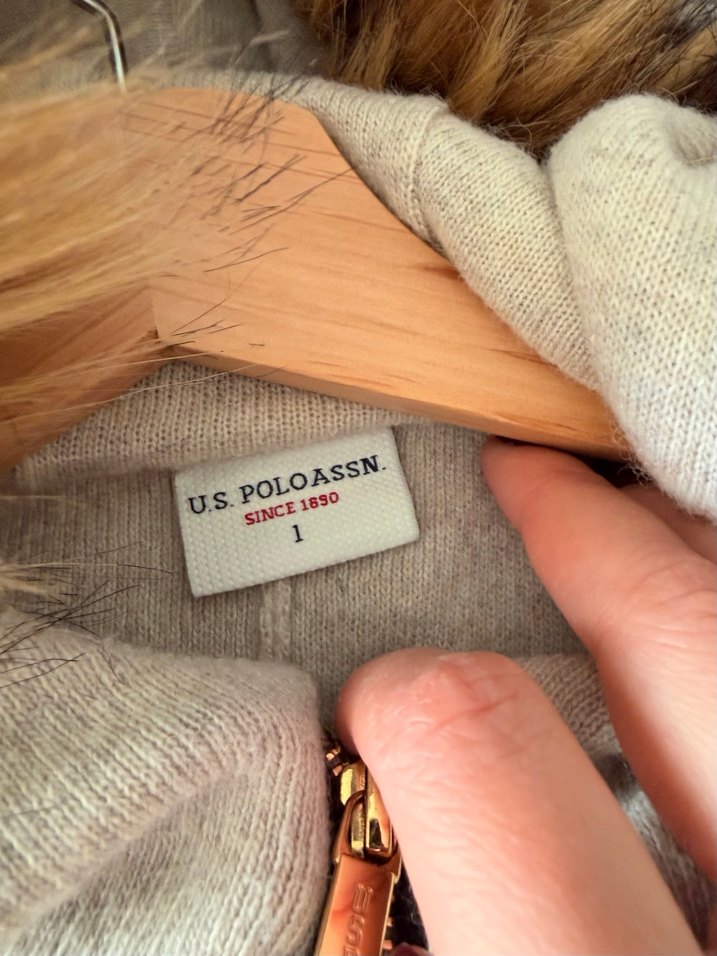 U.S. POLO ASSN.
SINCE 1890
1